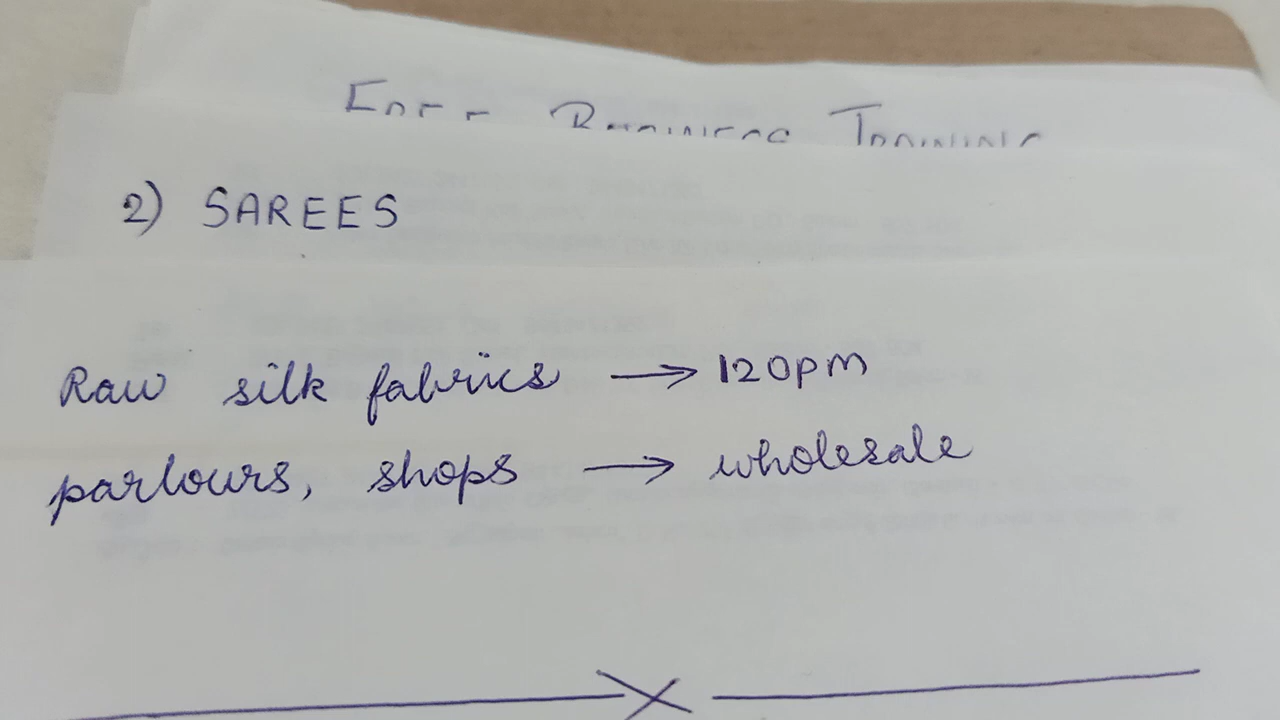 2) SAREES
Raw silk fabrics → 120pm
parlours, shops → wholesale